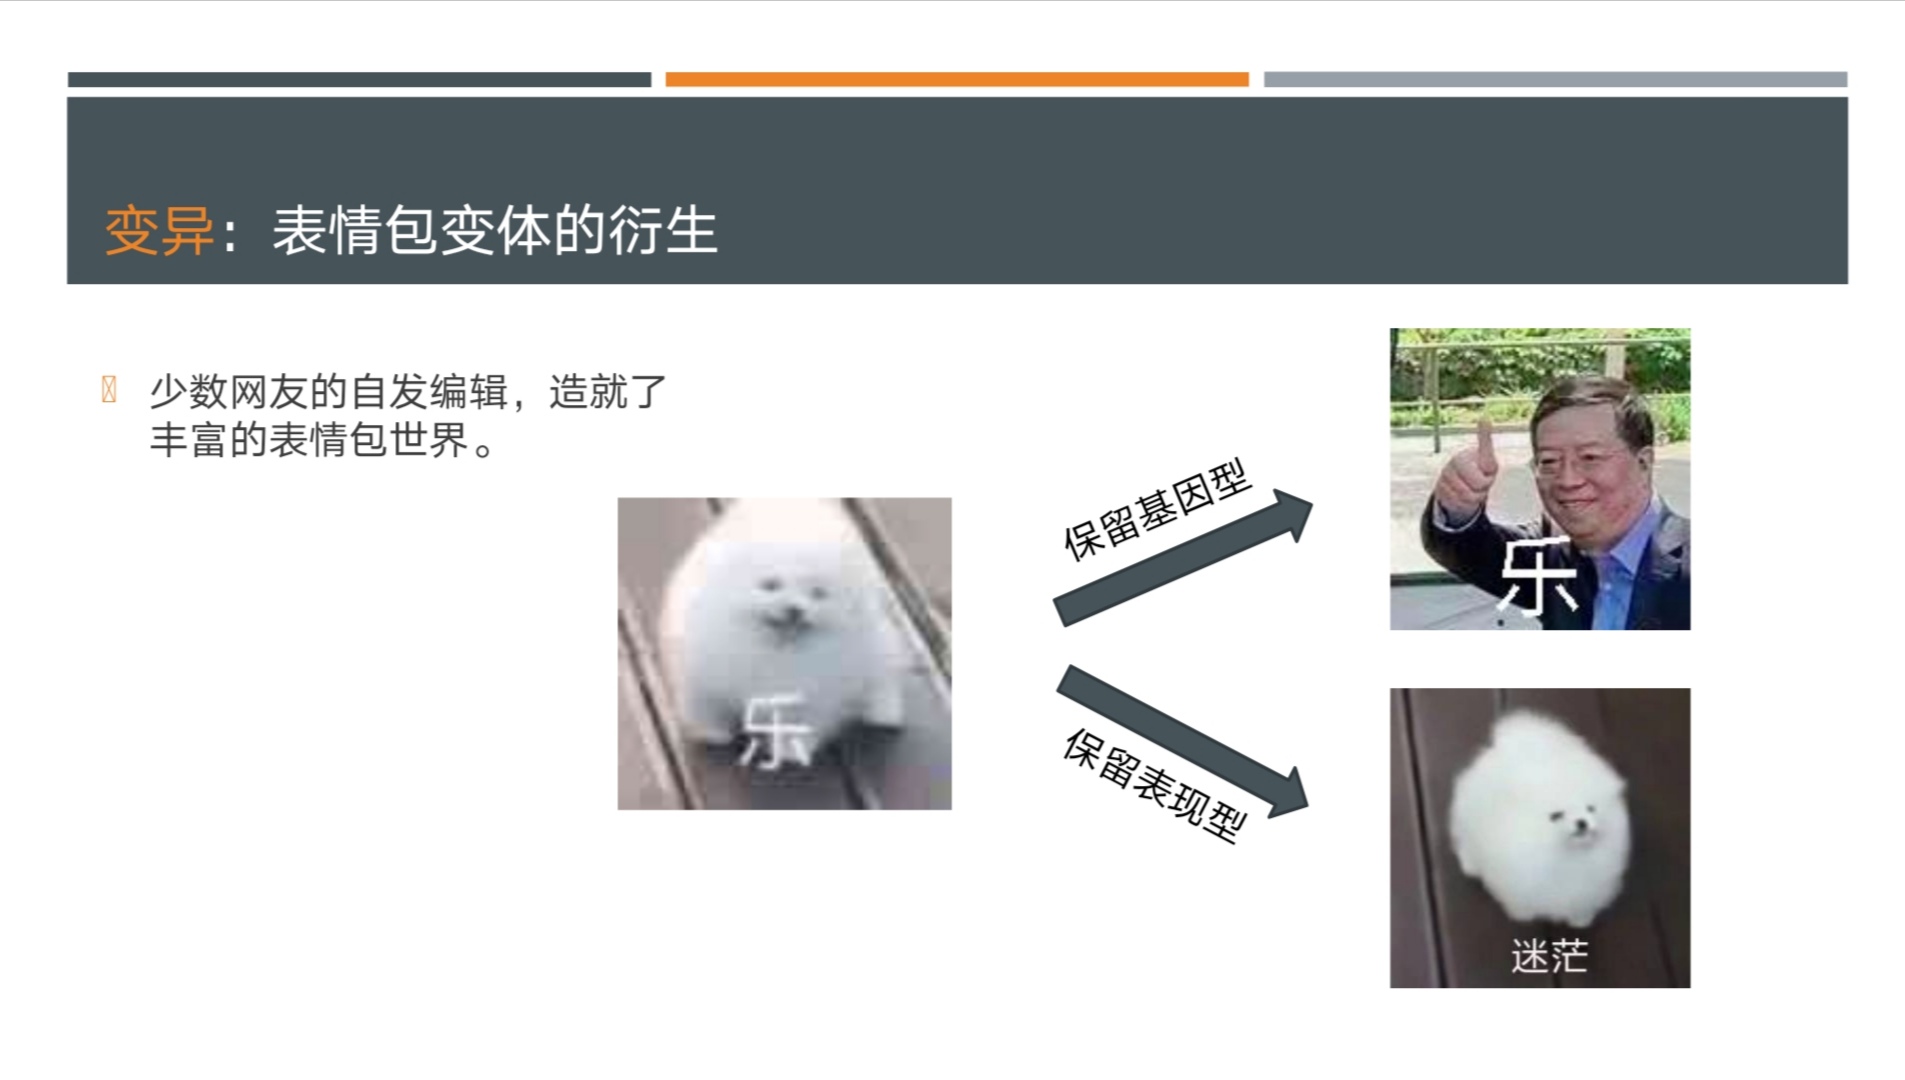 变异：表情包变体的衍生
少数网友的自发编辑，造就了
丰富的表情包世界。
乐
保留基因型
乐
保留表现型
迷茫